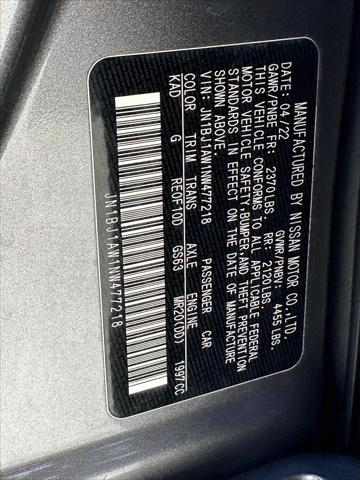 MANUFACTURED BY NISSAN MOTOR CO.,LTD.
DATE: 04/22 GVWR/PNBV: 4455 LBS.
GAWR/PNBE FR: 2370LBS. RR: 2120LBS.
THIS VEHICLE CONFORMS TO ALL APPLICABLE FEDERAL
MOTOR VEHICLE SAFETY,BUMPER,AND THEFT PREVENTION
STANDARDS IN EFFECT ON THE DATE OF MANUFACTURE
SHOWN ABOVE.
VIN: JN1BJ1AW1NW477218 PASSENGER CAR
COLOR TRIM TRANS AXLE ENGINE
KAD G RE0F10D GS53 MR20(DD) 1997CC
JN1BJ1AW1NW477218